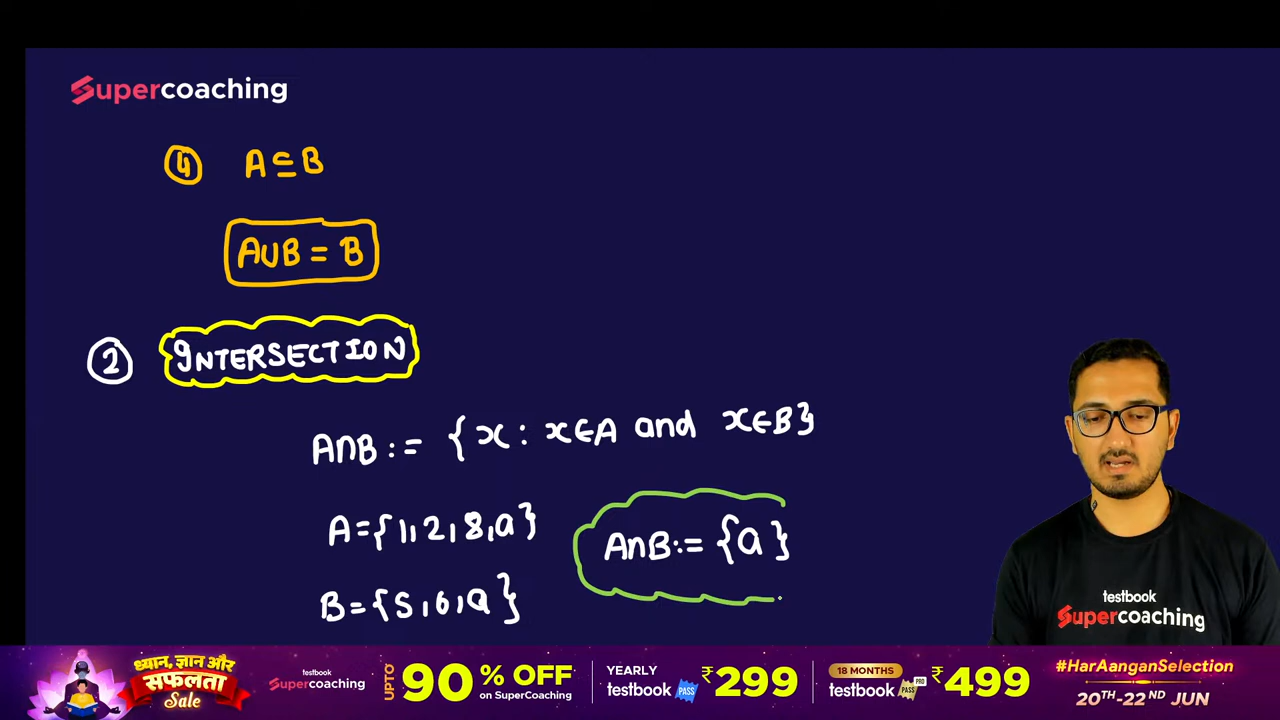 Supercoaching
④ A⊆B
A∪B = B
② INTERSECTION
A∩B := {x : x∈A and x∈B}
A={1,2,8,a}
A∩B:= {a}
B={5,6,a}
testbook
Supercoaching
ध्यान, ज्ञान और
सफलता
Sale
testbook
Supercoaching
UPTO 90% OFF
on SuperCoaching
YEARLY
testbook PASS ₹299
18 MONTHS
testbook PASS PRO ₹499
#HarAanganSelection
20TH-22ND JUN